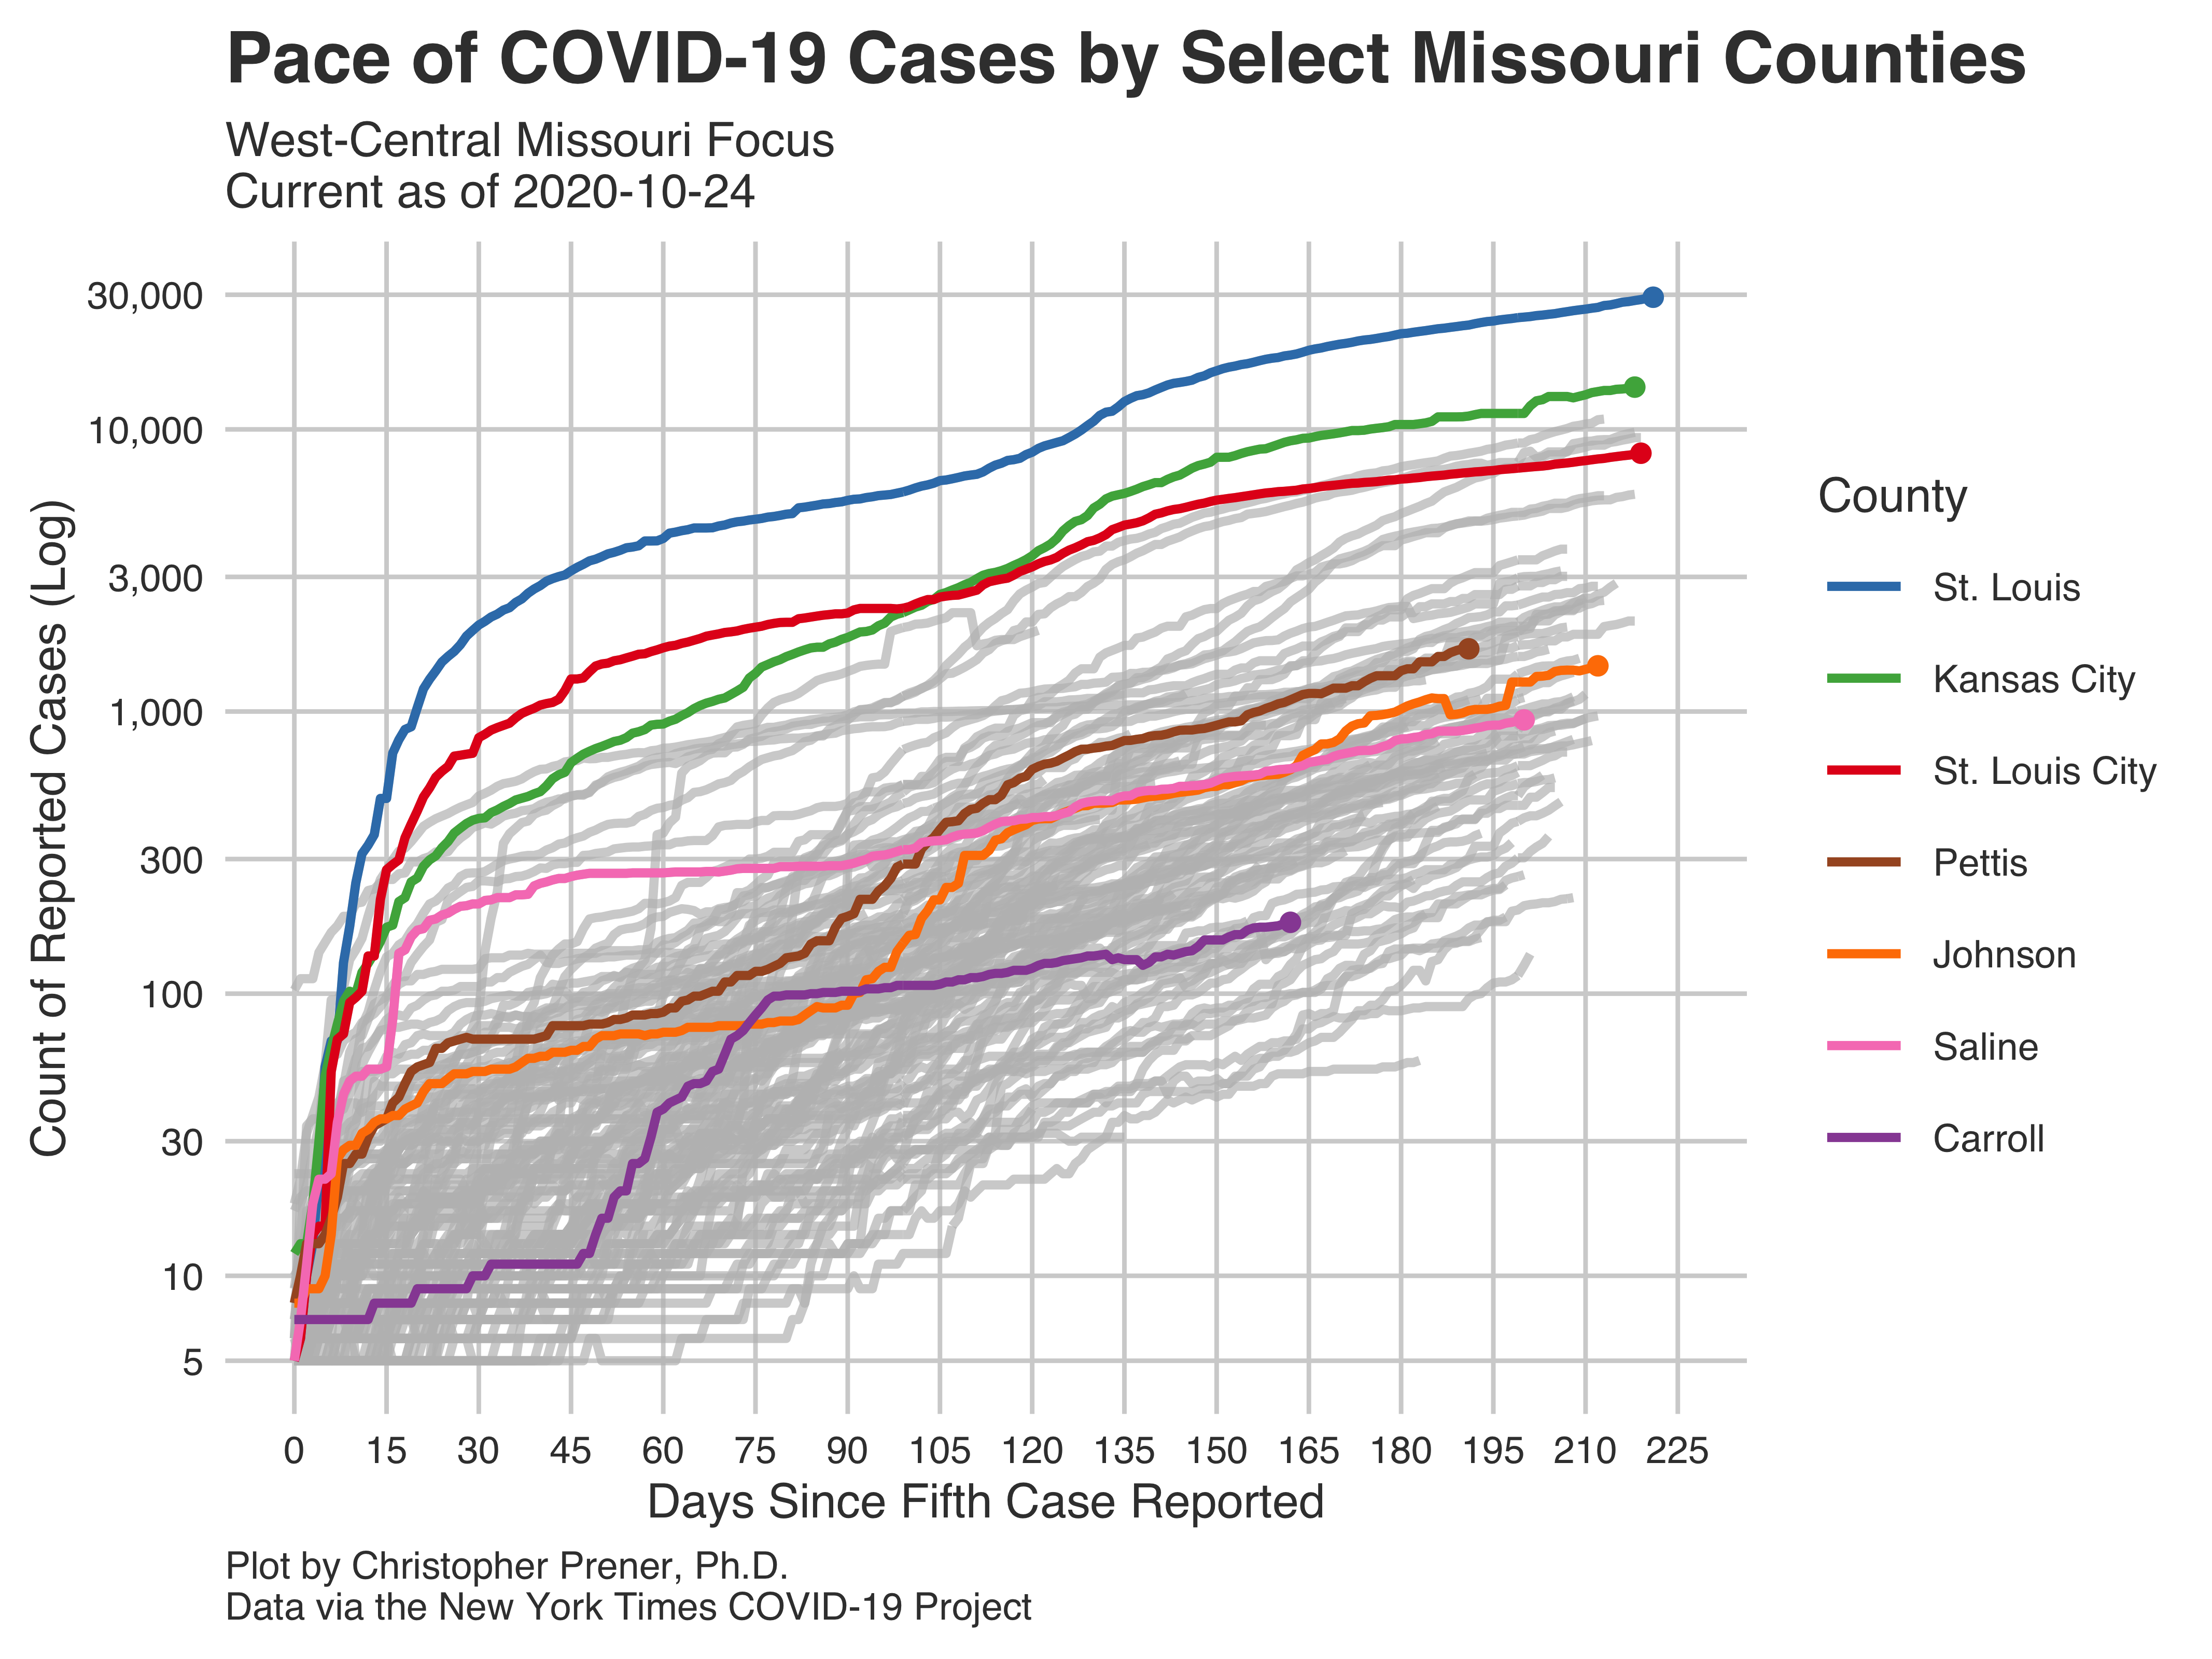 Pace of COVID-19 Cases by Select Missouri Counties
West-Central Missouri Focus
Current as of 2020-10-24
Count of Reported Cases (Log)
30,000
10,000
3,000
1,000
300
100
30
10
5
0 15 30 45 60 75 90 105 120 135 150 165 180 195 210 225
Days Since Fifth Case Reported
County
St. Louis
Kansas City
St. Louis City
Pettis
Johnson
Saline
Carroll
Plot by Christopher Prener, Ph.D.
Data via the New York Times COVID-19 Project